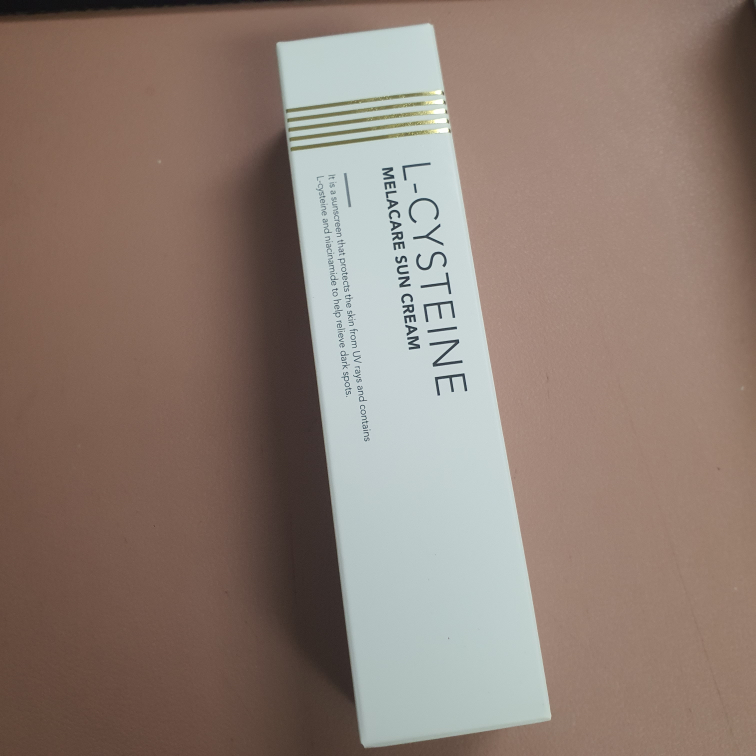 L-CYSTEINE
MELACARE SUN CREAM
It is a sunscreen that protects the skin from UV rays and contains
L-cysteine and niacinamide to help relieve dark spots.